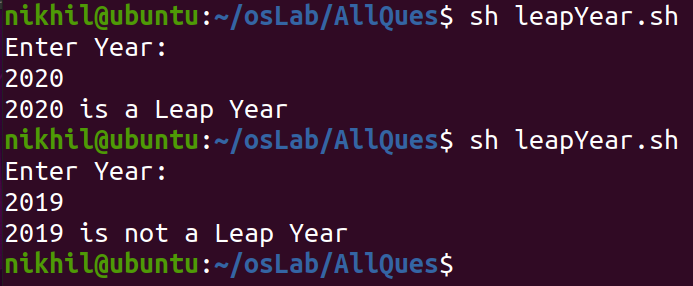 nikhil@ubuntu:~/osLab/AllQues$ sh leapYear.sh
Enter Year:
2020
2020 is a Leap Year
nikhil@ubuntu:~/osLab/AllQues$ sh leapYear.sh
Enter Year:
2019
2019 is not a Leap Year
nikhil@ubuntu:~/osLab/AllQues$